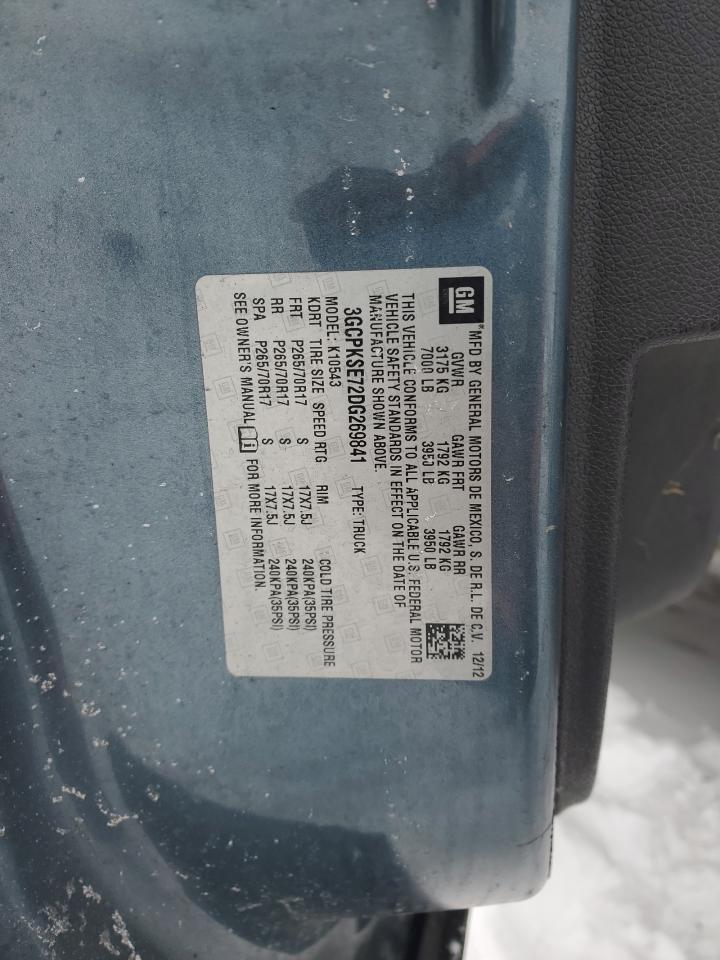 GM
MFD BY GENERAL MOTORS DE MEXICO, S. DE R.L. DE C.V. 12/12
GVWR GAWR FRT GAWR RR
3175 KG 1792 KG 1792 KG
7000 LB 3950 LB 3950 LB
THIS VEHICLE CONFORMS TO ALL APPLICABLE U.S. FEDERAL MOTOR
VEHICLE SAFETY STANDARDS IN EFFECT ON THE DATE OF
MANUFACTURE SHOWN ABOVE.
3GCPKSE72DG269841 TYPE: TRUCK
MODEL: K10543
KDRT TIRE SIZE SPEED RTG RIM COLD TIRE PRESSURE
FRT P265/70R17 S 17X7.5J 240KPA(35PSI)
RR P265/70R17 S 17X7.5J 240KPA(35PSI)
SPA P265/70R17 S 17X7.5J 240KPA(35PSI)
SEE OWNER'S MANUAL FOR MORE INFORMATION.